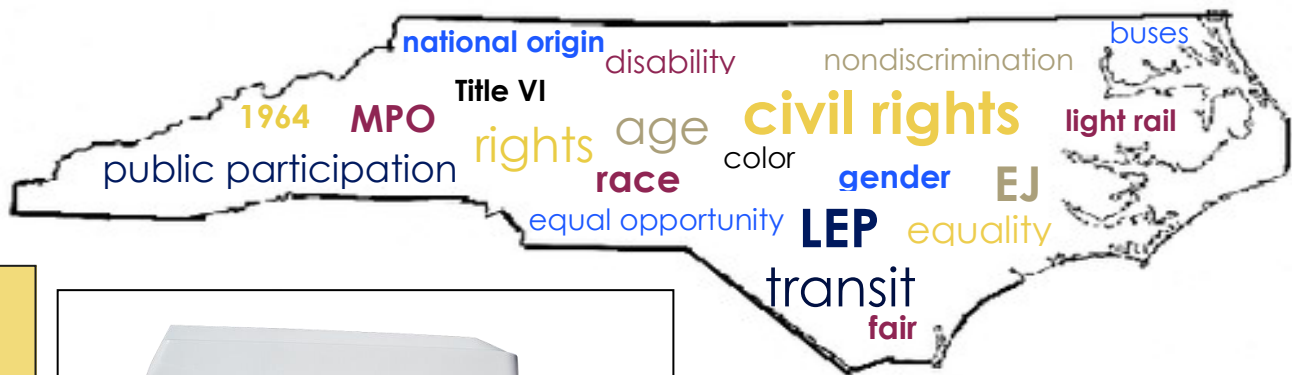 buses
national origin
disability
nondiscrimination
Title VI
1964
MPO
civil rights
light rail
rights
age
color
public participation
race
gender
EJ
equal opportunity
LEP
equality
transit
fair